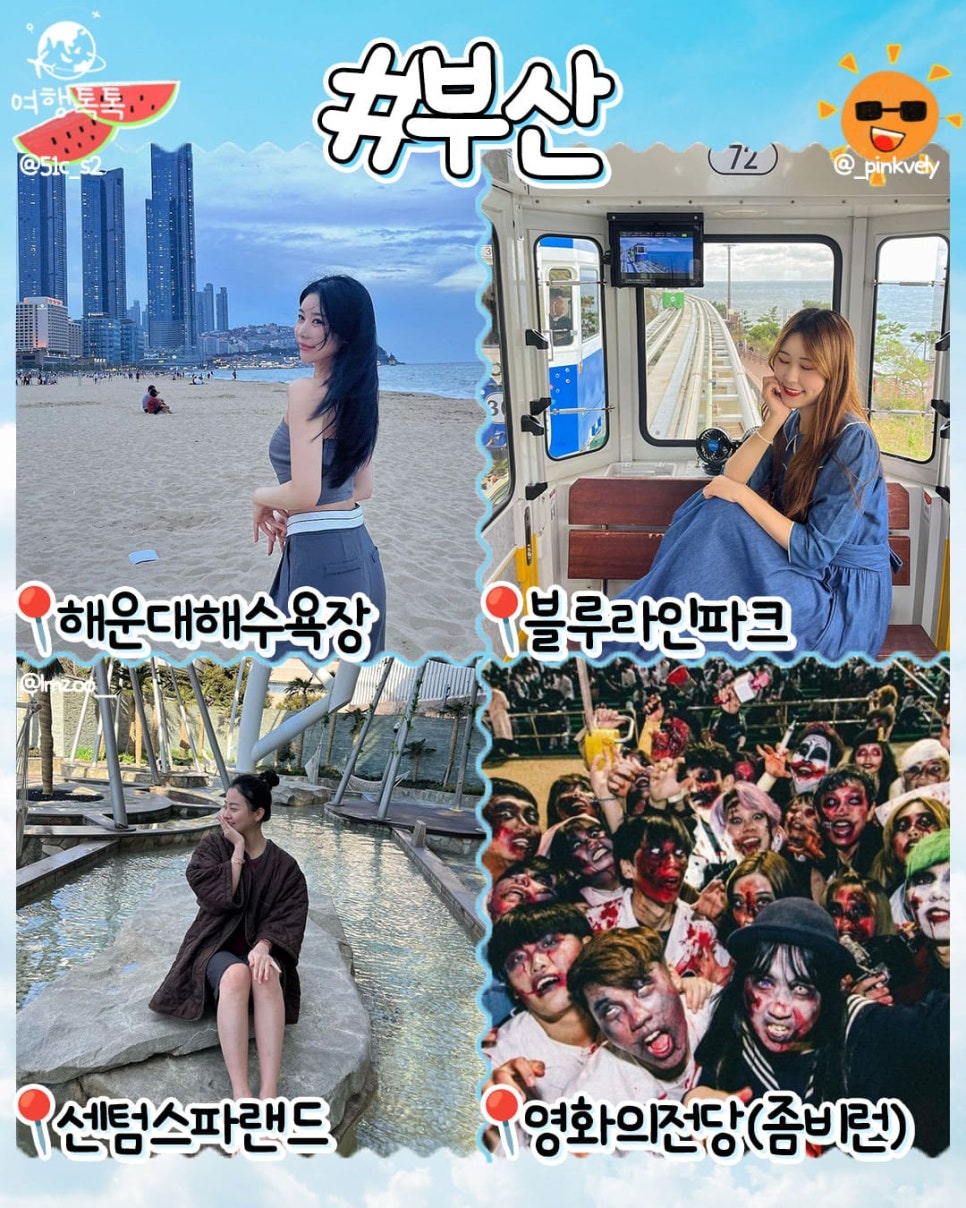 여행톡톡
#부산
@51c_s2
@_pinkvely
72
📍해운대해수욕장
📍블루라인파크
@lmzoo__
📍센텀스파랜드
📍영화의전당(좀비런)